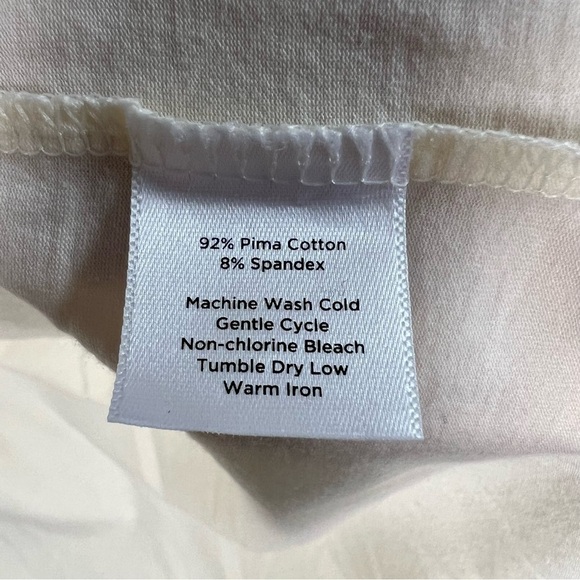 92% Pima Cotton
8% Spandex
Machine Wash Cold
Gentle Cycle
Non-chlorine Bleach
Tumble Dry Low
Warm Iron